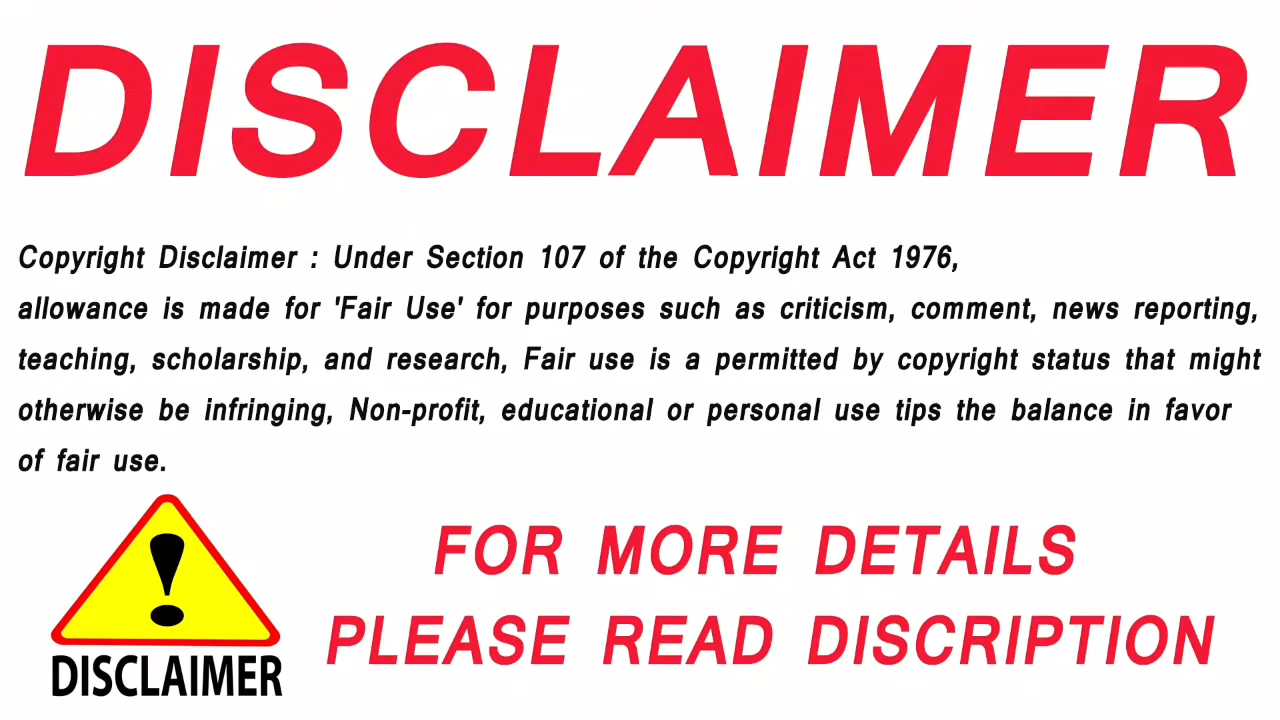 DISCLAIMER
Copyright Disclaimer : Under Section 107 of the Copyright Act 1976,
allowance is made for 'Fair Use' for purposes such as criticism, comment, news reporting,
teaching, scholarship, and research, Fair use is a permitted by copyright status that might
otherwise be infringing, Non-profit, educational or personal use tips the balance in favor
of fair use.
!
DISCLAIMER
FOR MORE DETAILS
PLEASE READ DISCRIPTION